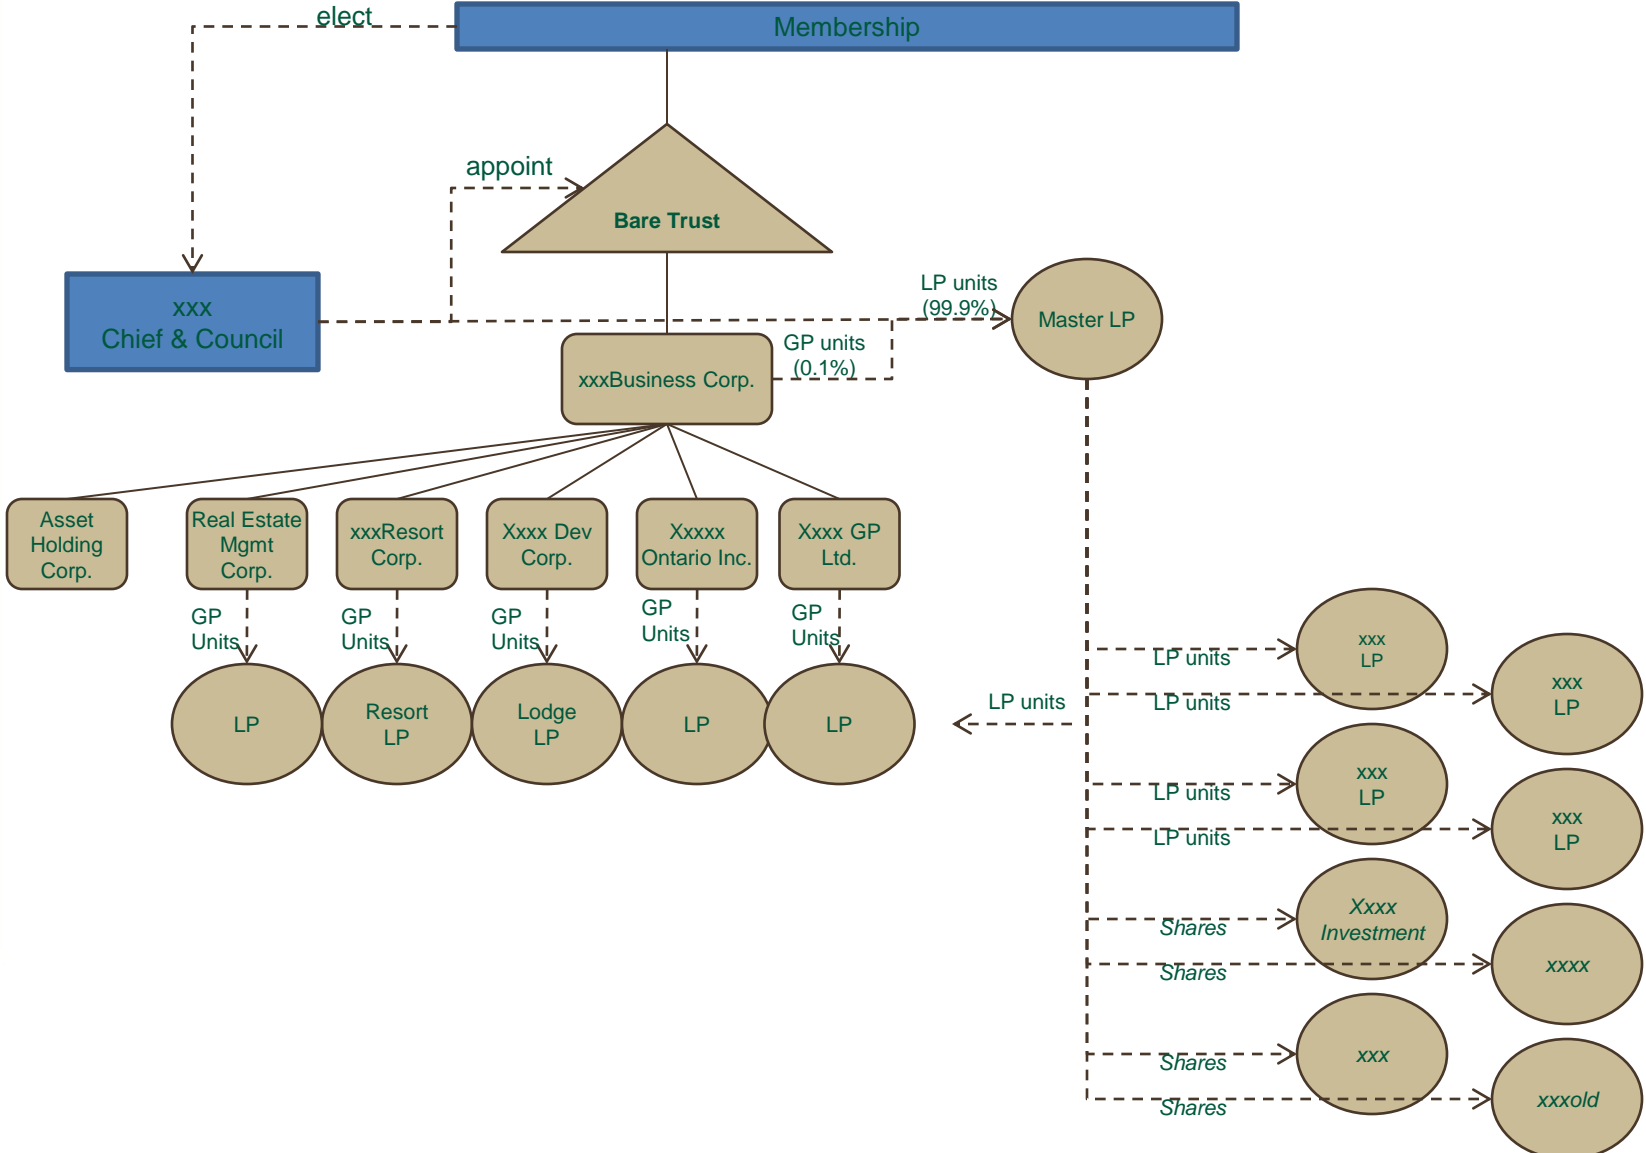 elect
Membership
appoint
Bare Trust
xxx
Chief & Council
LP units
(99.9%)
Master LP
GP units
(0.1%)
xxxBusiness Corp.
Asset
Holding
Corp.
Real Estate
Mgmt
Corp.
xxxResort
Corp.
Xxxx Dev
Corp.
Xxxxx
Ontario Inc.
Xxxx GP
Ltd.
GP
Units
GP
Units
GP
Units
GP
Units
GP
Units
LP
Resort
LP
Lodge
LP
LP
LP
LP units
xxx
LP
LP units
xxx
LP
LP units
xxx
LP
LP units
xxx
LP
LP units
Xxxx
Investment
Shares
xxxx
Shares
xxx
Shares
xxxold
Shares